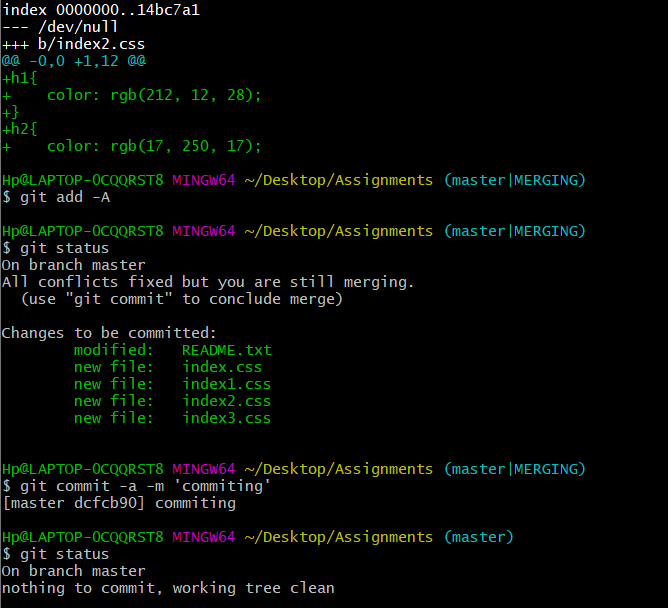 index 0000000..14bc7a1
--- /dev/null
+++ b/index2.css
@@ -0,0 +1,12 @@
+h1{
+    color: rgb(212, 12, 28);
+}
+h2{
+    color: rgb(17, 250, 17);
Hp@LAPTOP-OCQQRST8 MINGW64 ~/Desktop/Assignments (master|MERGING)
$ git add -A
Hp@LAPTOP-OCQQRST8 MINGW64 ~/Desktop/Assignments (master|MERGING)
$ git status
On branch master
All conflicts fixed but you are still merging.
  (use "git commit" to conclude merge)
Changes to be committed:
        modified:   README.txt
        new file:   index.css
        new file:   index1.css
        new file:   index2.css
        new file:   index3.css
Hp@LAPTOP-OCQQRST8 MINGW64 ~/Desktop/Assignments (master|MERGING)
$ git commit -a -m 'commiting'
[master dcfcb90] commiting
Hp@LAPTOP-OCQQRST8 MINGW64 ~/Desktop/Assignments (master)
$ git status
On branch master
nothing to commit, working tree clean